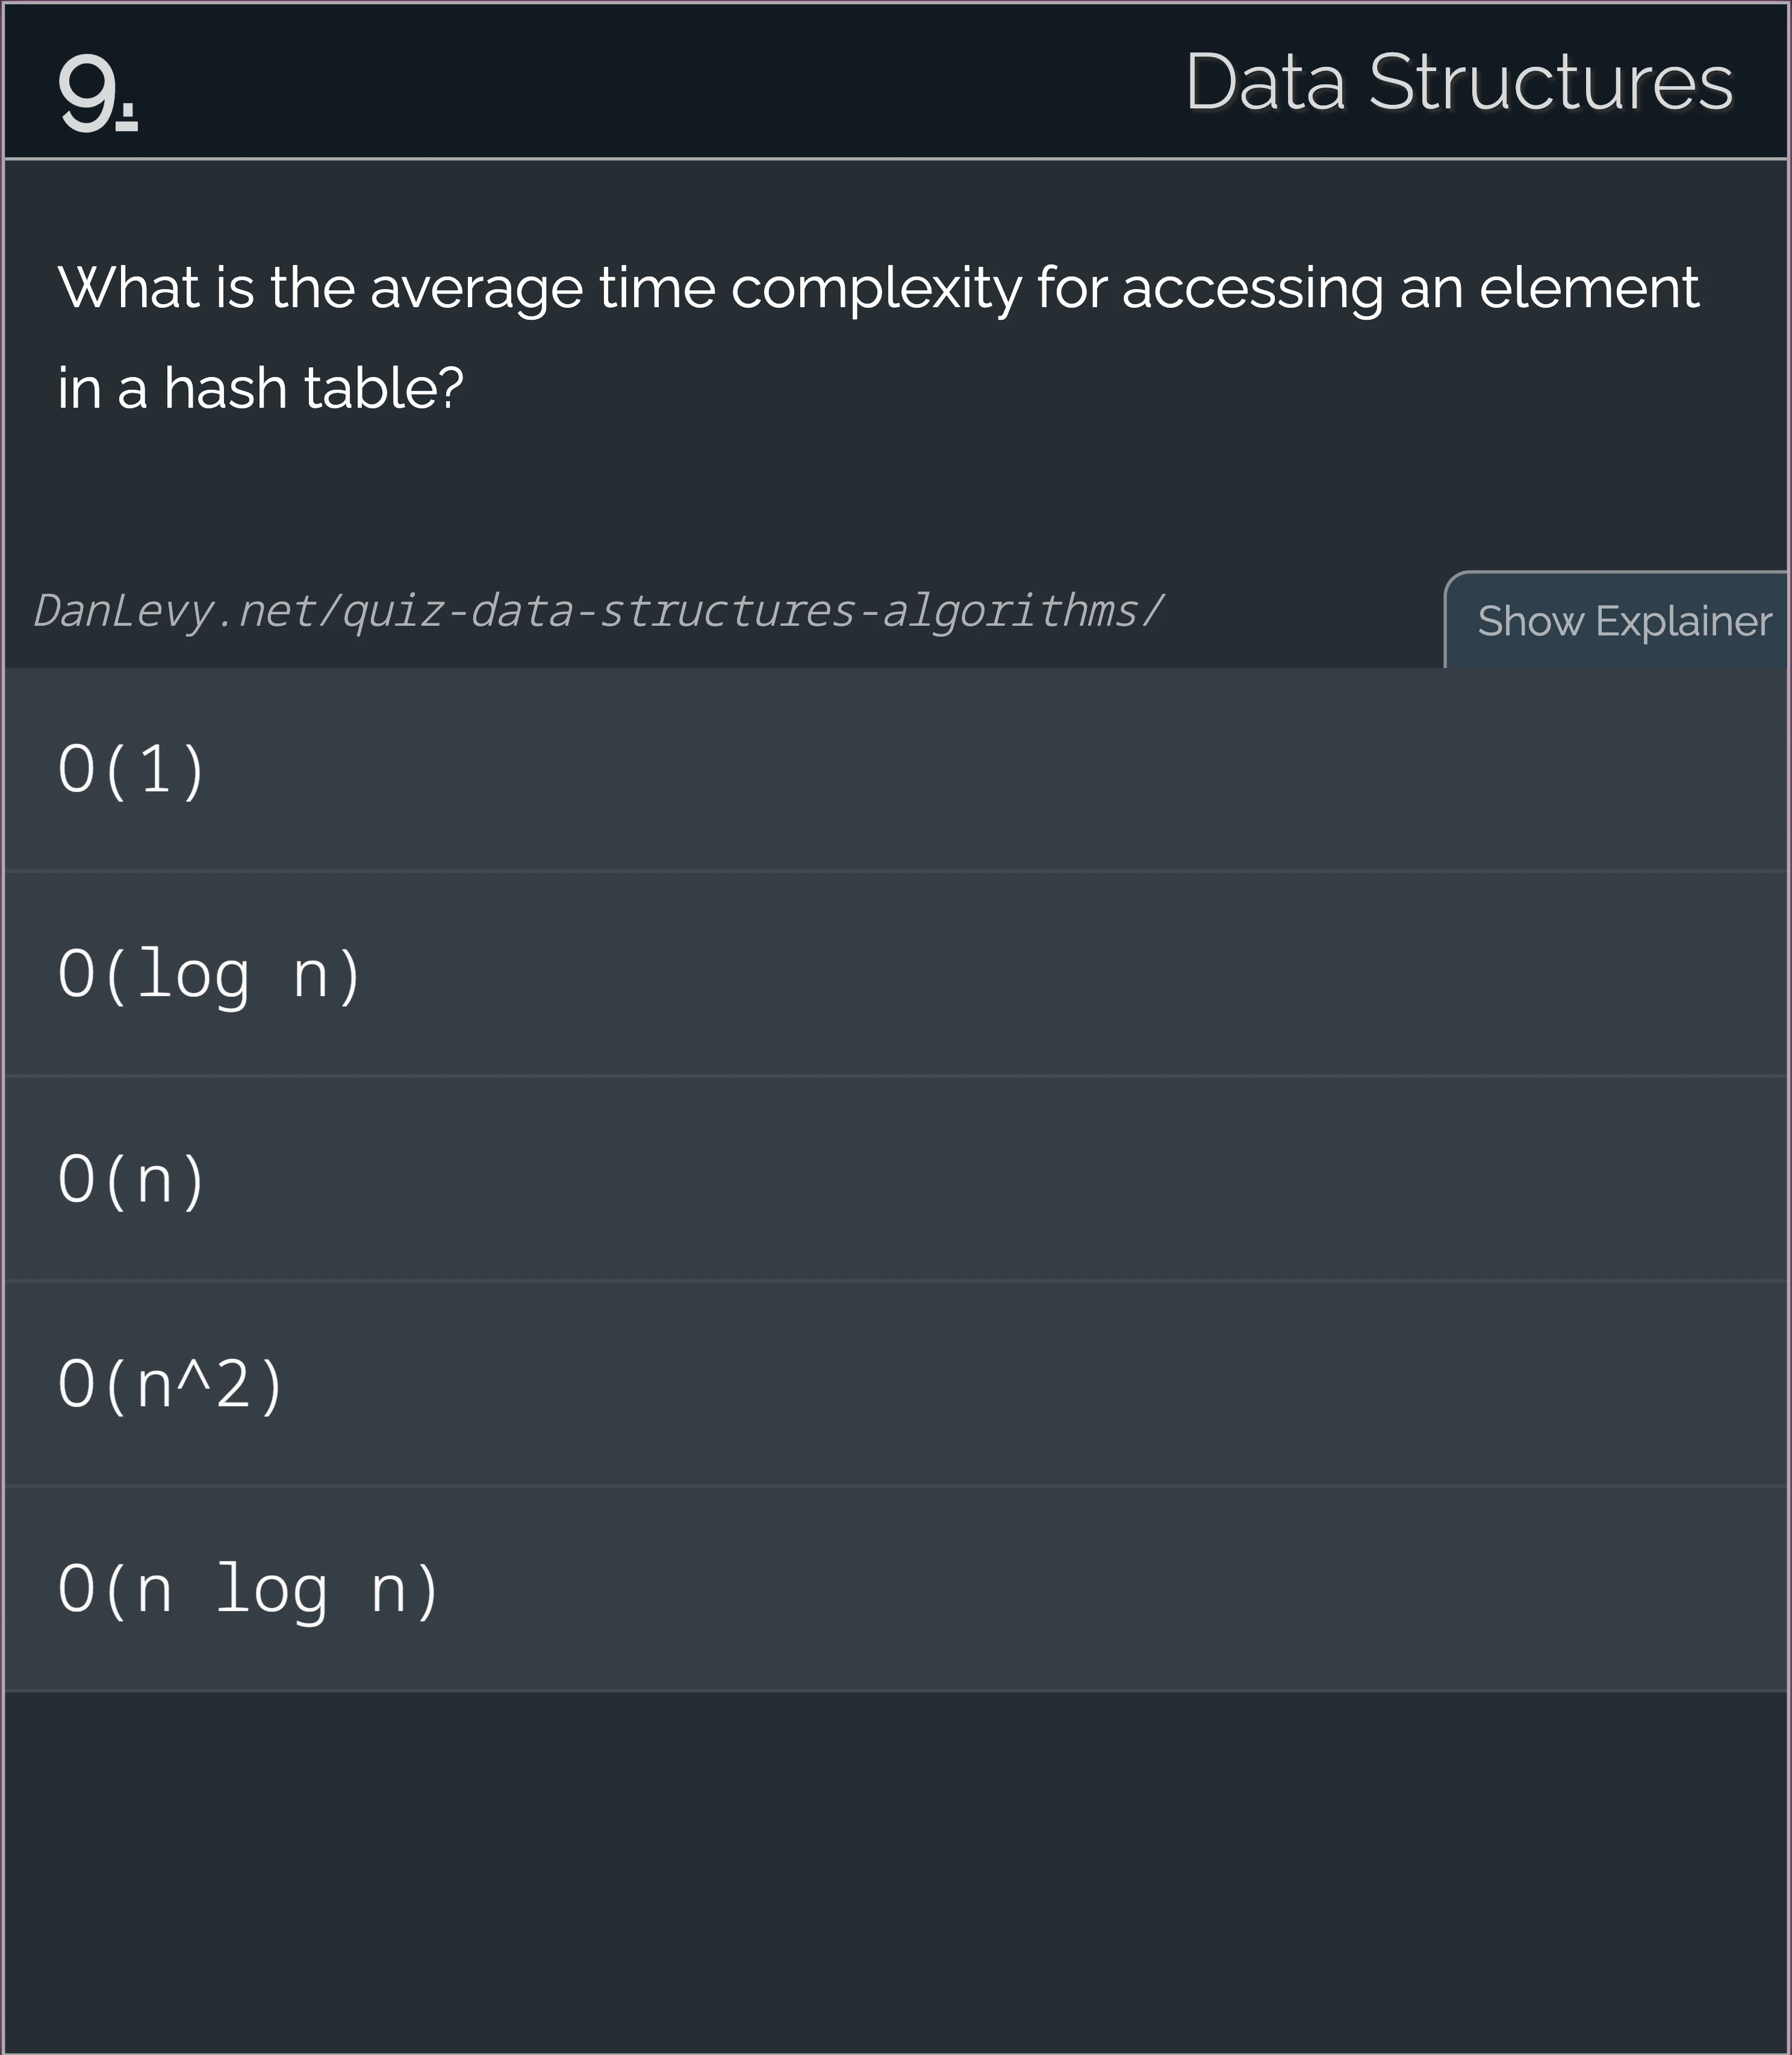 9.
Data Structures
What is the average time complexity for accessing an element
in a hash table?
DanLevy.net/quiz-data-structures-algorithms/
Show Explainer
O(1)
O(log n)
O(n)
O(n^2)
O(n log n)